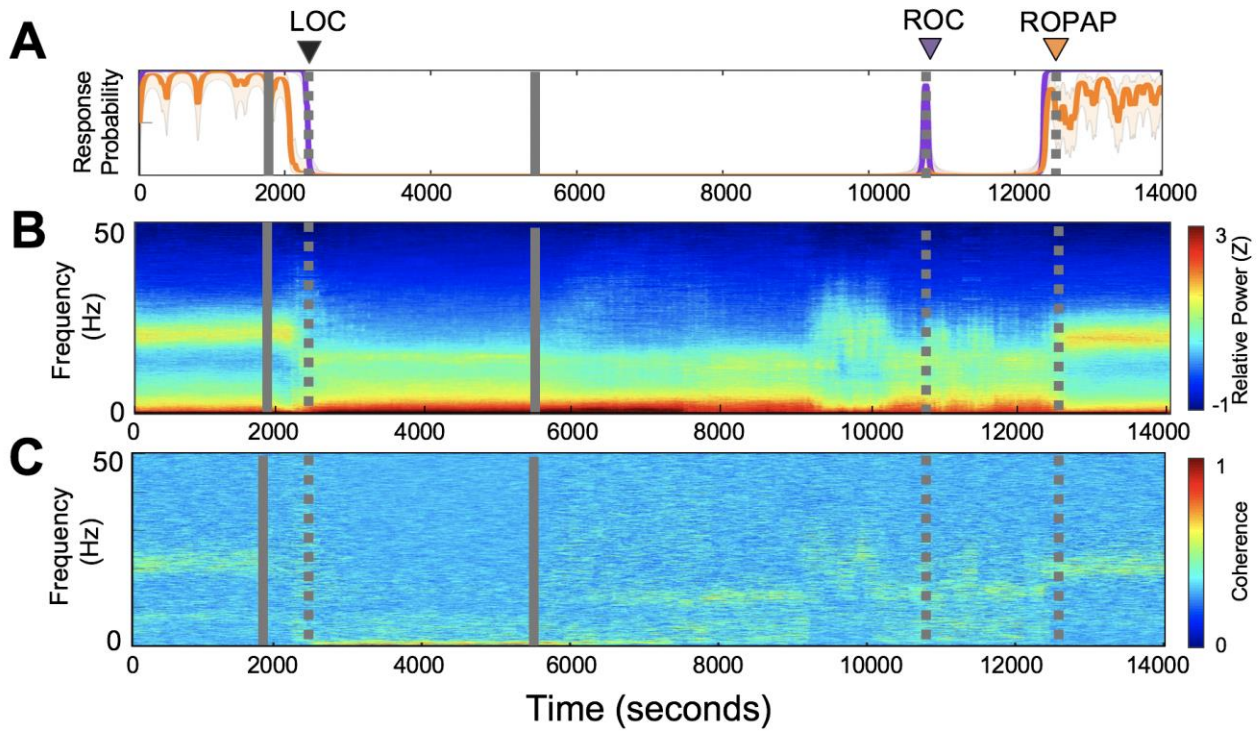 A
LOC
ROC
ROPAP
Response
Probability
0
2000
4000
6000
8000
10000
12000
14000
B
50
Frequency
(Hz)
0
0
2000
4000
6000
8000
10000
12000
14000
3
Relative Power (Z)
-1
C
50
Frequency
(Hz)
0
0
2000
4000
6000
8000
10000
12000
14000
1
Coherence
0
Time (seconds)